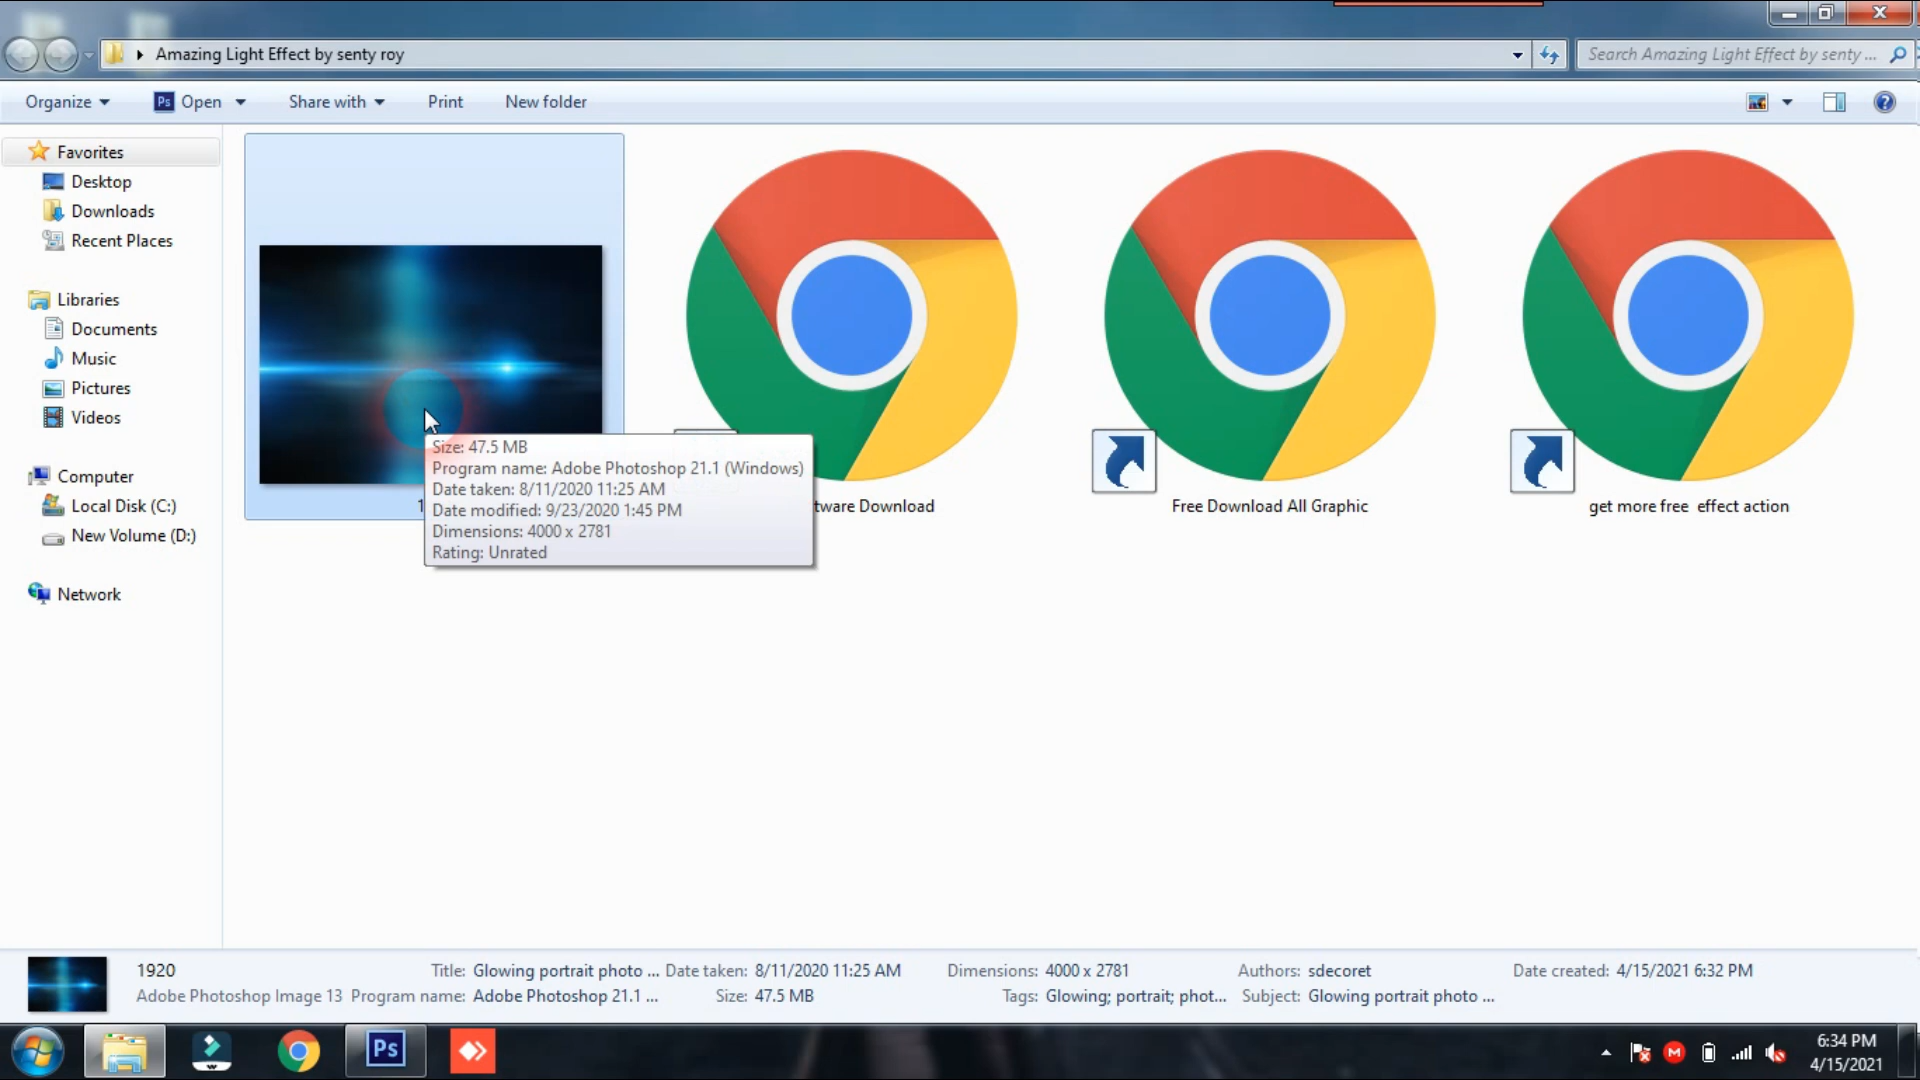 Amazing Light Effect by senty roy
Search Amazing Light Effect by senty ...
Organize
Ps Open
Share with
Print
New folder
Favorites
Desktop
Downloads
Recent Places
Libraries
Documents
Music
Pictures
Videos
Computer
Local Disk (C:)
New Volume (D:)
Network
Size: 47.5 MB
Program name: Adobe Photoshop 21.1 (Windows)
Date taken: 8/11/2020 11:25 AM
Date modified: 9/23/2020 1:45 PM
Dimensions: 4000 x 2781
Rating: Unrated
tware Download
Free Download All Graphic
get more free effect action
1920
Title: Glowing portrait photo ...
Date taken: 8/11/2020 11:25 AM
Dimensions: 4000 x 2781
Authors: sdecoret
Date created: 4/15/2021 6:32 PM
Adobe Photoshop Image 13
Program name: Adobe Photoshop 21.1 ...
Size: 47.5 MB
Tags: Glowing; portrait; phot...
Subject: Glowing portrait photo ...
W
Ps
M
6:34 PM
4/15/2021